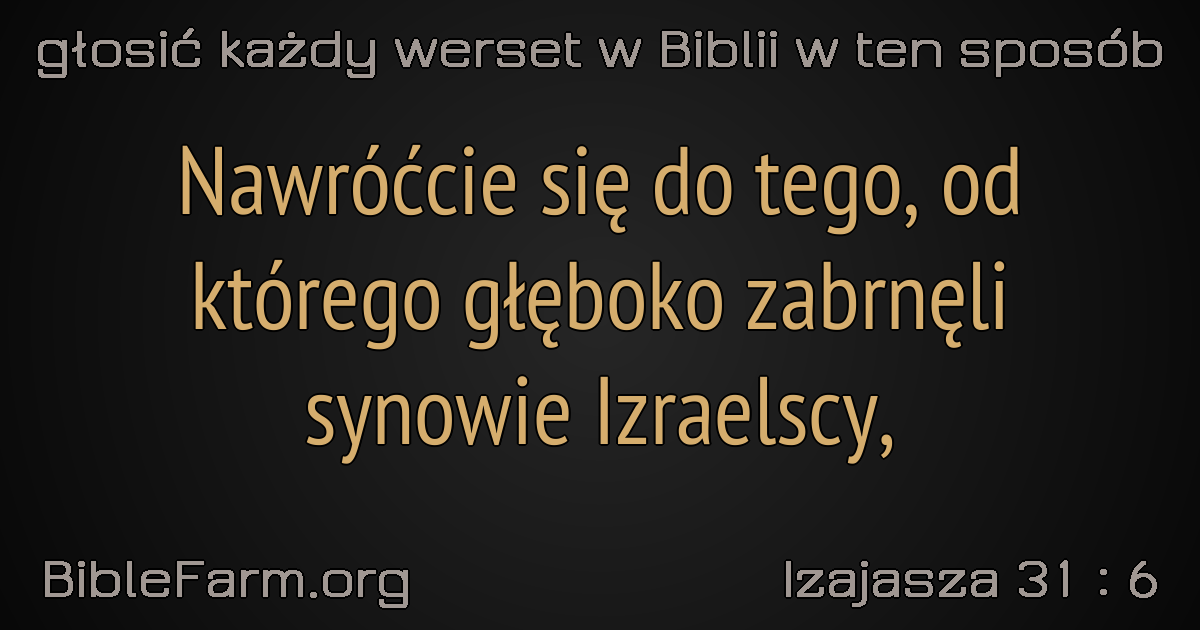 głosić każdy werset w Biblii w ten sposób
Nawróćcie się do tego, od
którego głęboko zabrnęli
synowie Izraelscy,
BibleFarm.org
Izajasza 31 : 6